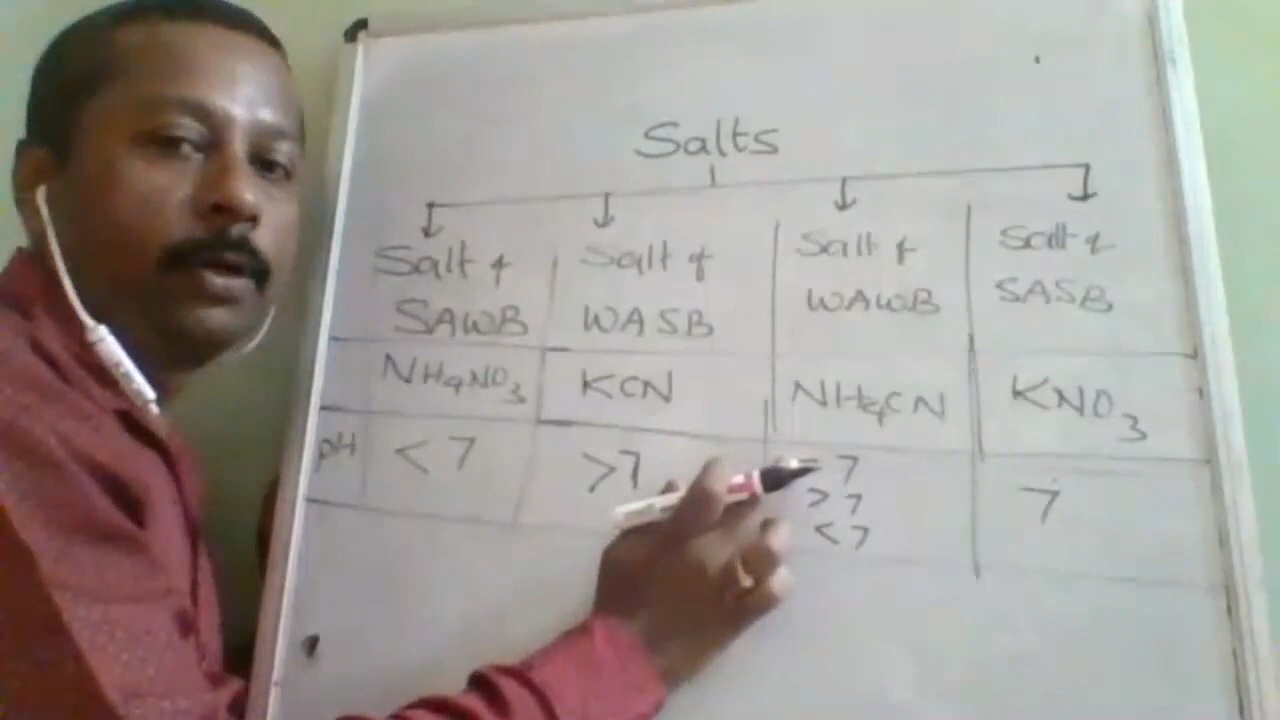 Salts
Salt of Salt of Salt of Salt of
SAWB WASB WAWB SASB
NH4NO3 KCN NH4CN KNO3
pH <7 >7 =7 7
>7
<7